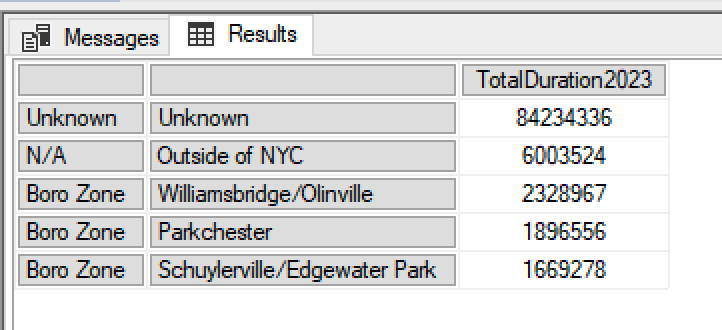 Messages Results
TotalDuration2023
Unknown Unknown 84234336
N/A Outside of NYC 6003524
Boro Zone Williamsbridge/Olinville 2328967
Boro Zone Parkchester 1896556
Boro Zone Schuylerville/Edgewater Park 1669278